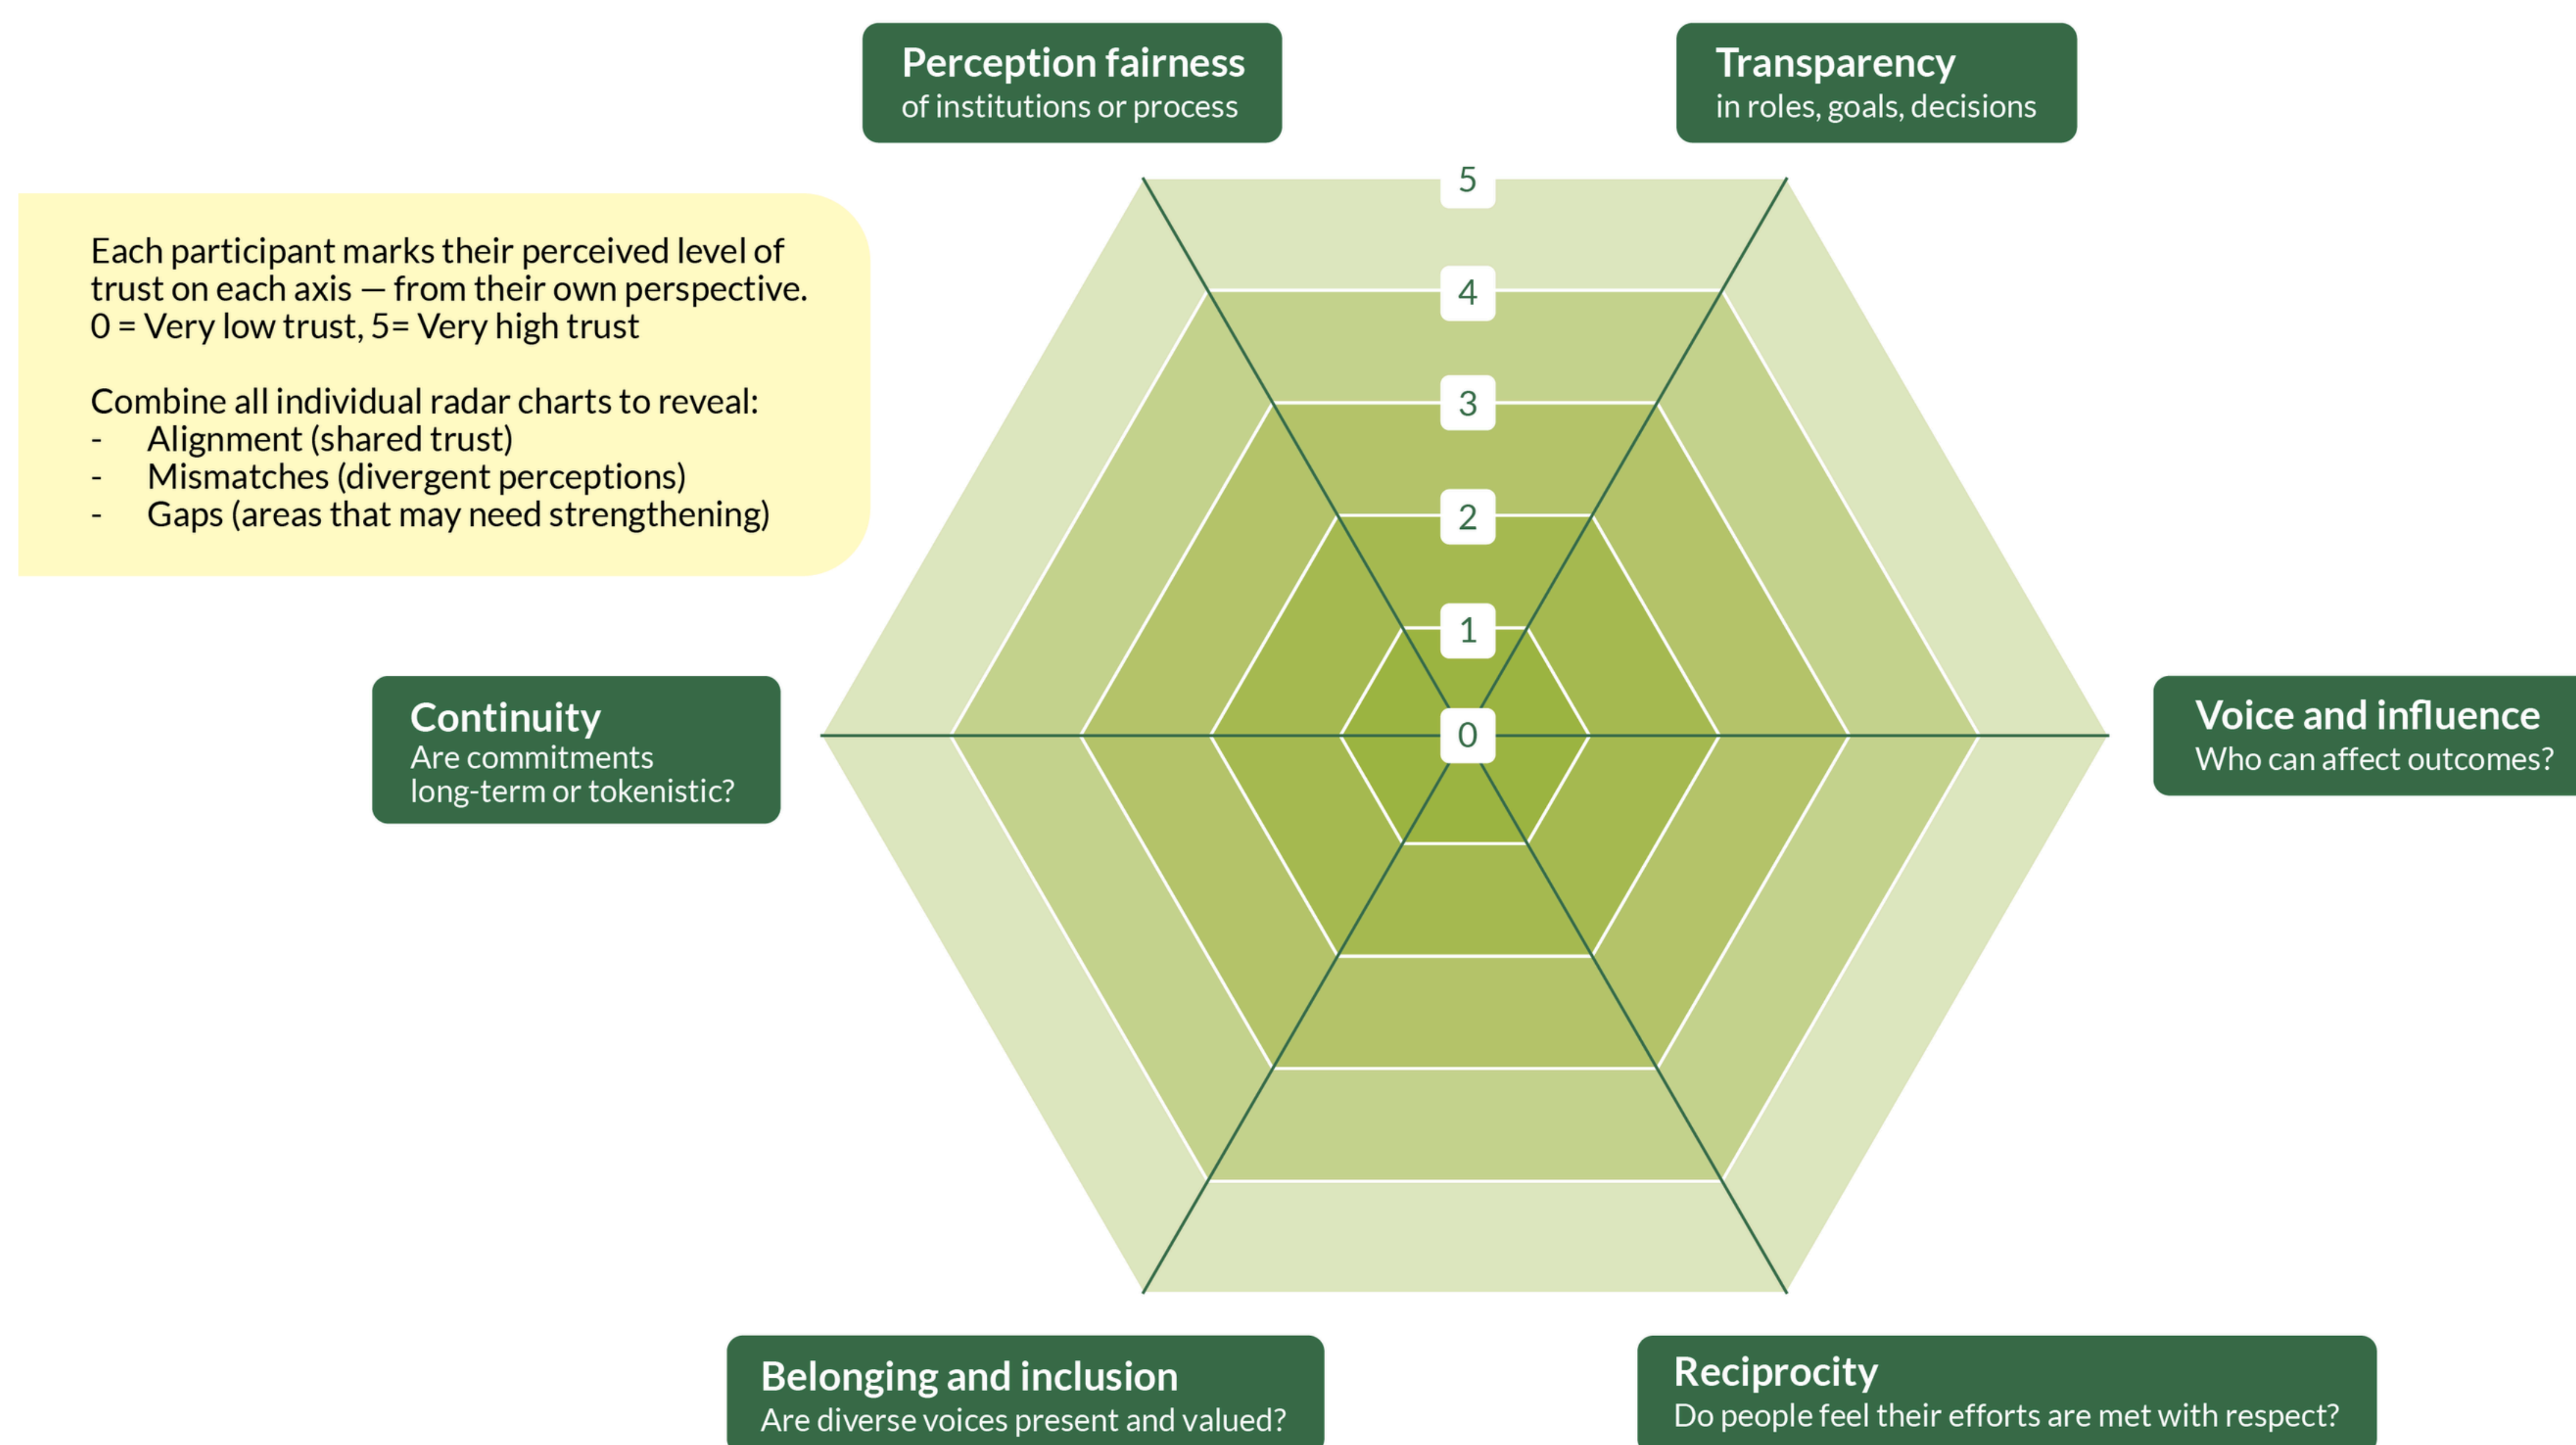 Perception fairness
of institutions or process
Transparency
in roles, goals, decisions
Each participant marks their perceived level of
trust on each axis — from their own perspective.
0 = Very low trust, 5= Very high trust
Combine all individual radar charts to reveal:
- Alignment (shared trust)
- Mismatches (divergent perceptions)
- Gaps (areas that may need strengthening)
5
4
3
2
1
0
Continuity
Are commitments
long-term or tokenistic?
Voice and influence
Who can affect outcomes?
Belonging and inclusion
Are diverse voices present and valued?
Reciprocity
Do people feel their efforts are met with respect?